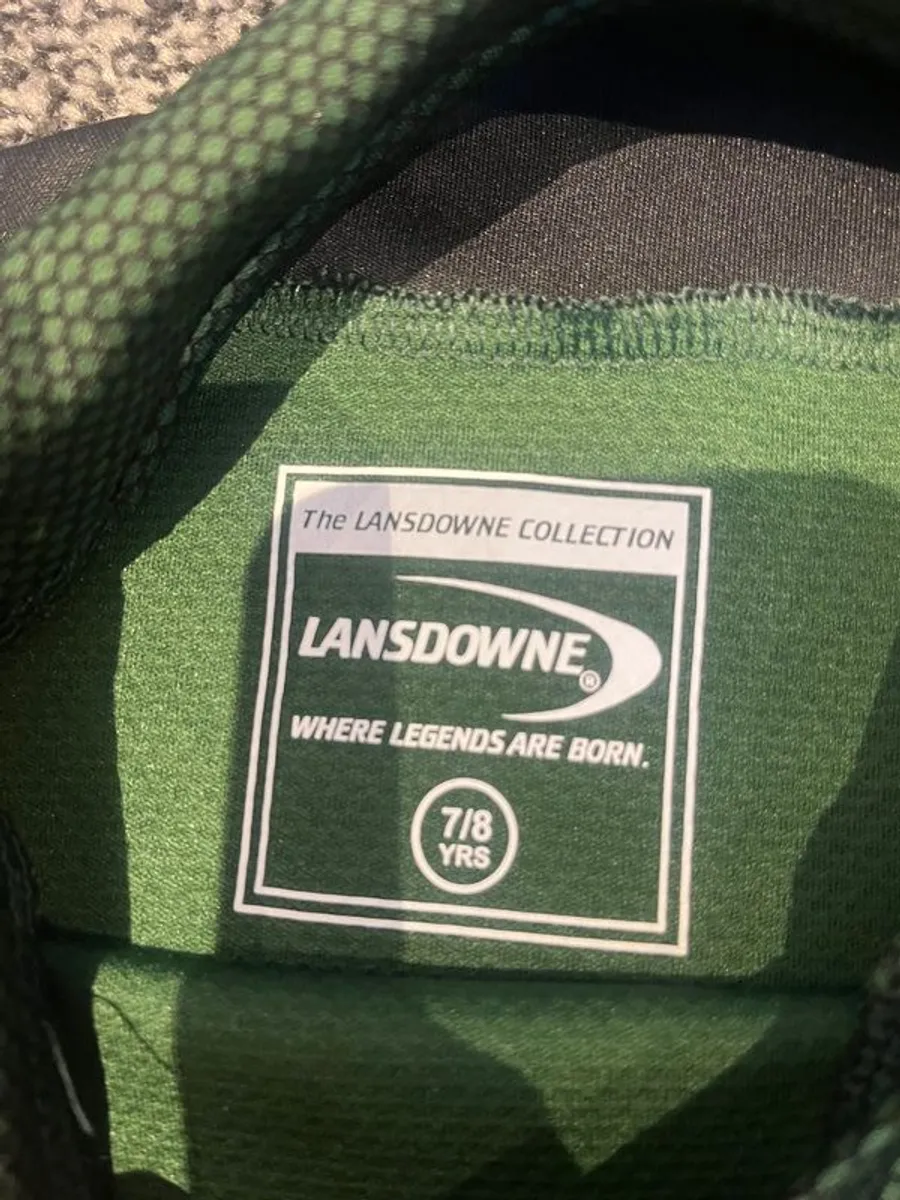 The LANSDOWNE COLLECTION
LANSDOWNE®
WHERE LEGENDS ARE BORN.
7/8
YRS